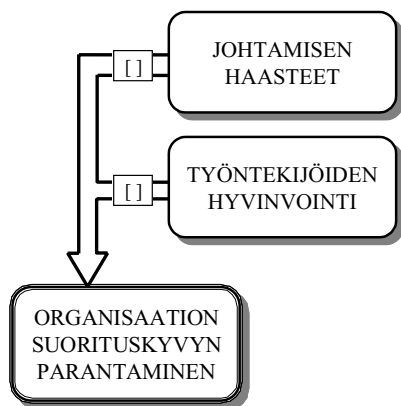 [ ]
JOHTAMISEN
HAASTEET
[ ]
TYÖNTEKIJÖIDEN
HYVINVOINTI
ORGANISAATION
SUORITUSKYVYN
PARANTAMINEN